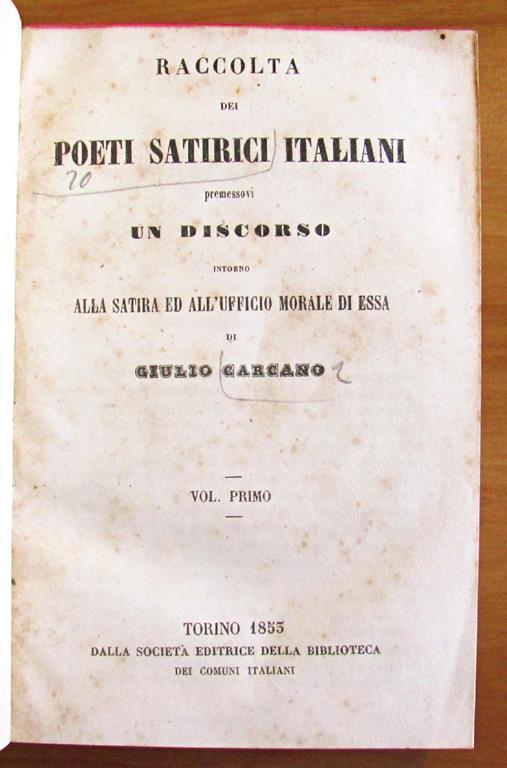 RACCOLTA
DEI
POETI SATIRICI ITALIANI
20
premessovi
UN DISCORSO
INTORNO
ALLA SATIRA ED ALL'UFFICIO MORALE DI ESSA
DI
GIULIO CARCANO
VOL. PRIMO
TORINO 1853
DALLA SOCIETÀ EDITRICE DELLA BIBLIOTECA
DEI COMUNI ITALIANI